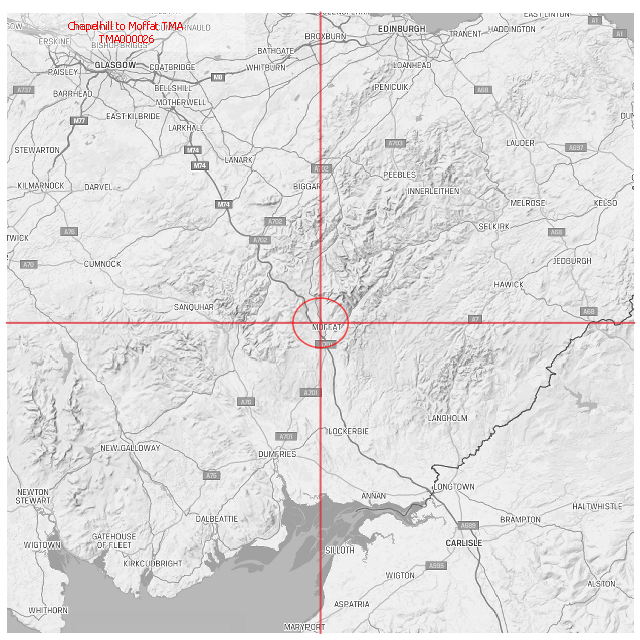 Chapelhill to Moffat TMA
TMA000026
EAST LINTON
A1
ERSKINE
BISHOPBRIGGS
BROXBURN
EDINBURGH
TRANENT
HADDINGTON
A1
BATHGATE
PAISLEY
GLASGOW
COATBRIDGE
WHITBURN
LOANHEAD
M8
A737
BARRHEAD
BELLSHILL
PENICUIK
A68
MOTHERWELL
M77
EAST KILBRIDE
LARKHALL
STEWARTON
M74
A703
LAUDER
A697
M74
LANARK
A702
PEEBLES
KILMARNOCK
DARVEL
BIGGAR
INNERLEITHEN
M74
MELROSE
KELSO
A76
A702
SELKIRK
A68
TWICK
A702
A70
CUMNOCK
JEDBURGH
HAWICK
SANQUHAR
A68
A7
MOFFAT
A701
A76
A701
LANGHOLM
LOCKERBIE
A701
NEW GALLOWAY
DUMFRIES
A75
NEWTON
STEWART
ANNAN
LONGTOWN
HALTWHISTLE
DALBEATTIE
A689
BRAMPTON
WIGTOWN
GATEHOUSE
OF FLEET
SILLOTH
CARLISLE
KIRKCUDBRIGHT
A595
WIGTON
ALSTON
WHITHORN
ASPATRIA
MARYPORT